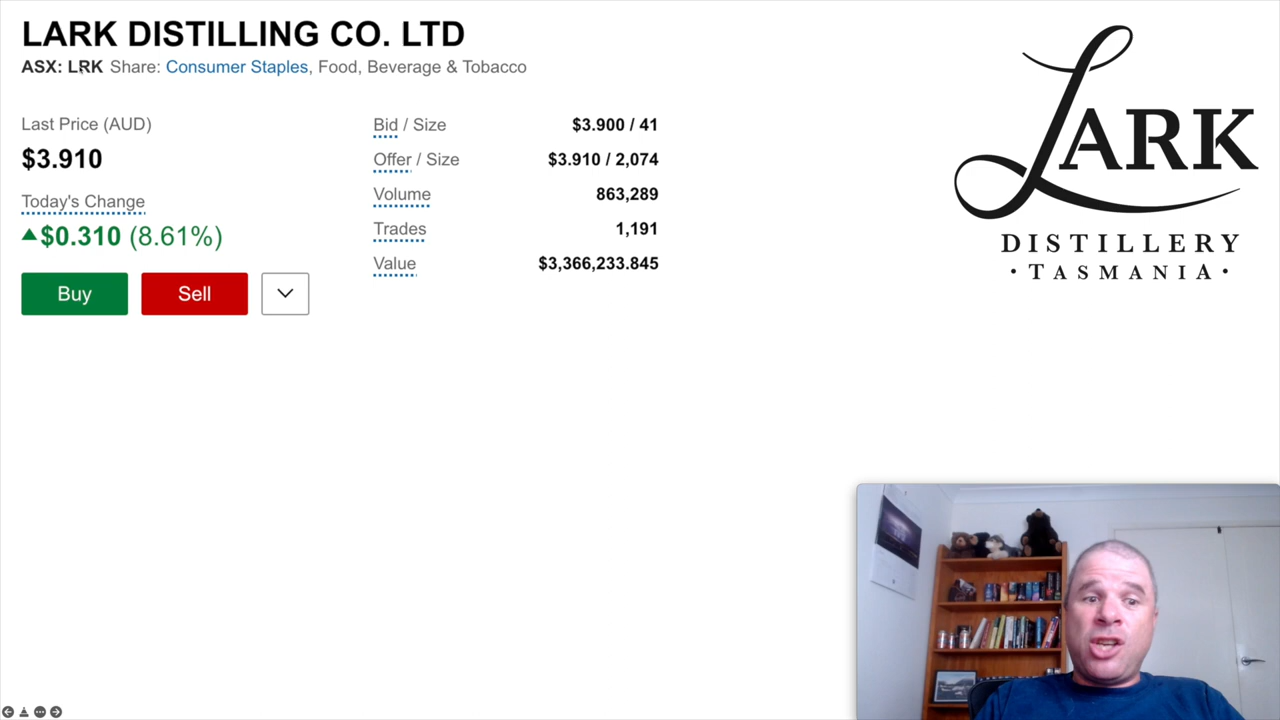 LARK DISTILLING CO. LTD
ASX: LRK Share: Consumer Staples, Food, Beverage & Tobacco
Last Price (AUD)
$3.910
Today's Change
$0.310 (8.61%)
Buy
Sell
Bid / Size $3.900 / 41
Offer / Size $3.910 / 2,074
Volume 863,289
Trades 1,191
Value $3,366,233.845
LARK
DISTILLERY
• TASMANIA •